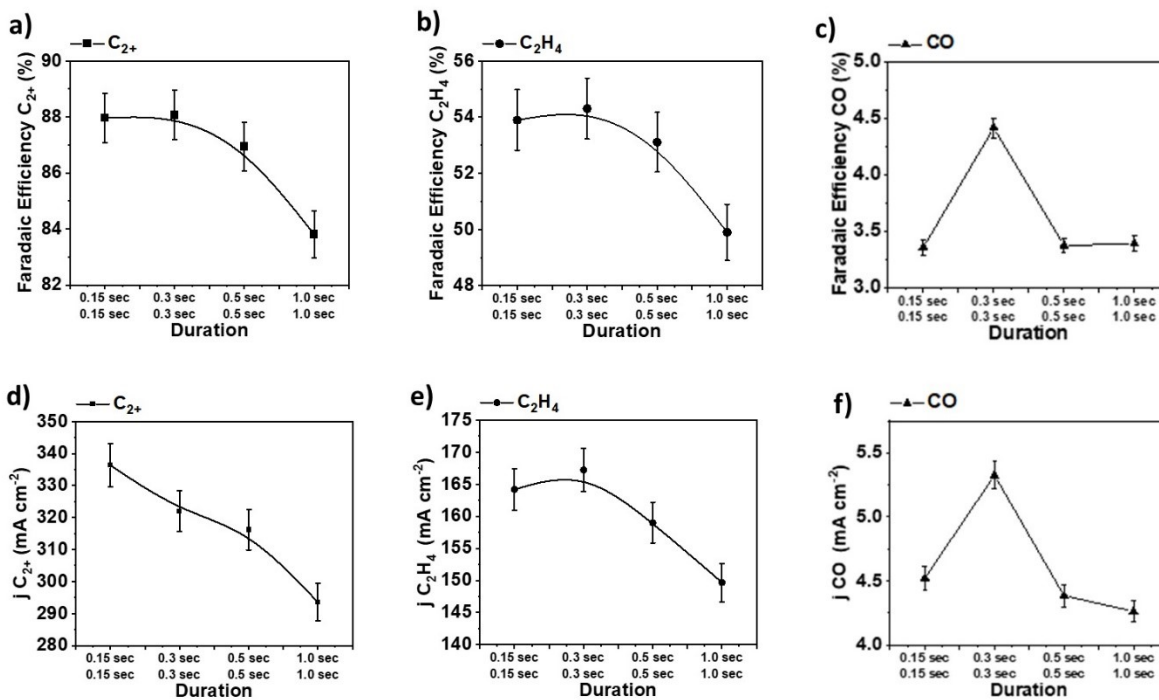 a)
C₂₊
Faradaic Efficiency C₂₊ (%)
90
88
86
84
82
0.15 sec 0.3 sec 0.5 sec 1.0 sec
0.15 sec 0.3 sec 0.5 sec 1.0 sec
Duration
b)
C₂H₄
Faradaic Efficiency C₂H₄ (%)
56
54
52
50
48
0.15 sec 0.3 sec 0.5 sec 1.0 sec
0.15 sec 0.3 sec 0.5 sec 1.0 sec
Duration
c)
CO
Faradaic Efficiency CO (%)
5.0
4.5
4.0
3.5
3.0
0.15 sec 0.3 sec 0.5 sec 1.0 sec
0.15 sec 0.3 sec 0.5 sec 1.0 sec
Duration
d)
C₂₊
j C₂₊ (mA cm⁻²)
350
340
330
320
310
300
290
280
0.15 sec 0.3 sec 0.5 sec 1.0 sec
0.15 sec 0.3 sec 0.5 sec 1.0 sec
Duration
e)
C₂H₄
j C₂H₄ (mA cm⁻²)
175
170
165
160
155
150
145
140
0.15 sec 0.3 sec 0.5 sec 1.0 sec
0.15 sec 0.3 sec 0.5 sec 1.0 sec
Duration
f)
CO
j CO (mA cm⁻²)
5.5
5.0
4.5
4.0
0.15 sec 0.3 sec 0.5 sec 1.0 sec
0.15 sec 0.3 sec 0.5 sec 1.0 sec
Duration